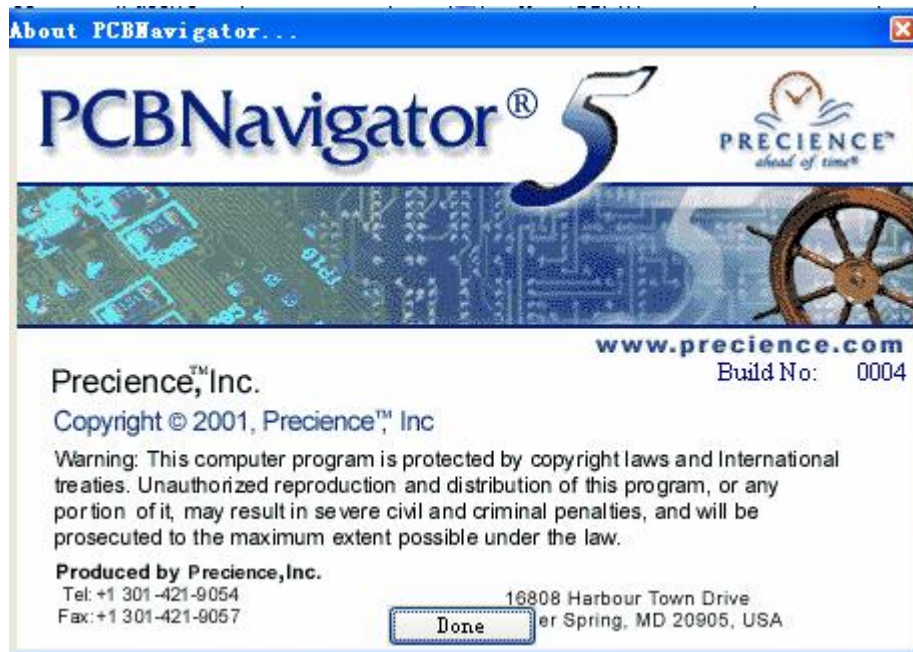 About PCBNavigator...
PCBNavigator® 5
PRECIENCE™
ahead of time®
www.precience.com
Build No: 0004
Precience,™ Inc.
Copyright © 2001, Precience,™ Inc
Warning: This computer program is protected by copyright laws and International
treaties. Unauthorized reproduction and distribution of this program, or any
portion of it, may result in severe civil and criminal penalties, and will be
prosecuted to the maximum extent possible under the law.
Produced by Precience,Inc.
Tel: +1 301-421-9054
Fax:+1 301-421-9057
16808 Harbour Town Drive
er Spring, MD 20905, USA
Done